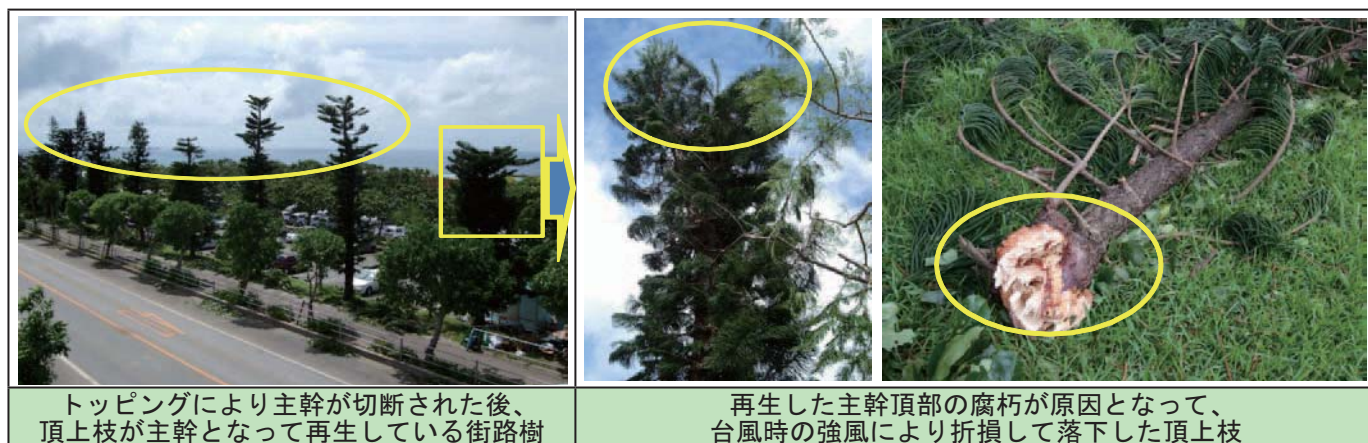 トッピングにより主幹が切断された後、
頂上枝が主幹となって再生している街路樹
再生した主幹頂部の腐朽が原因となって、
台風時の強風により折損して落下した頂上枝